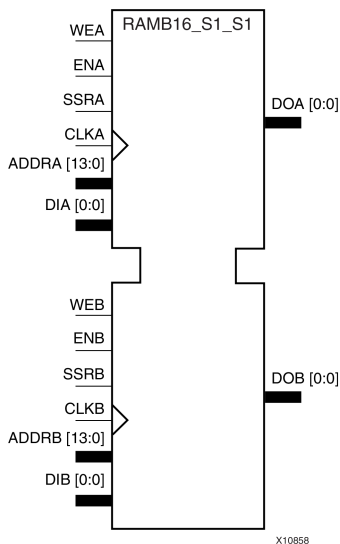 RAMB16_S1_S1
WEA
ENA
SSRA
CLKA
ADDRA [13:0]
DIA [0:0]
DOA [0:0]
WEB
ENB
SSRB
CLKB
ADDRB [13:0]
DIB [0:0]
DOB [0:0]
X10858